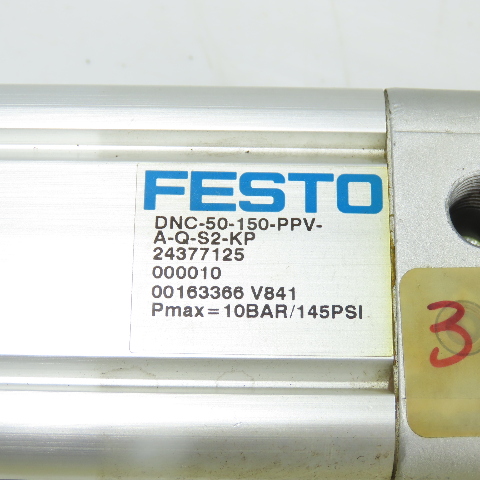 FESTO
DNC-50-150-PPV-
A-Q-S2-KP
24377125
000010
00163366 V841
Pmax=10BAR/145PSI
3